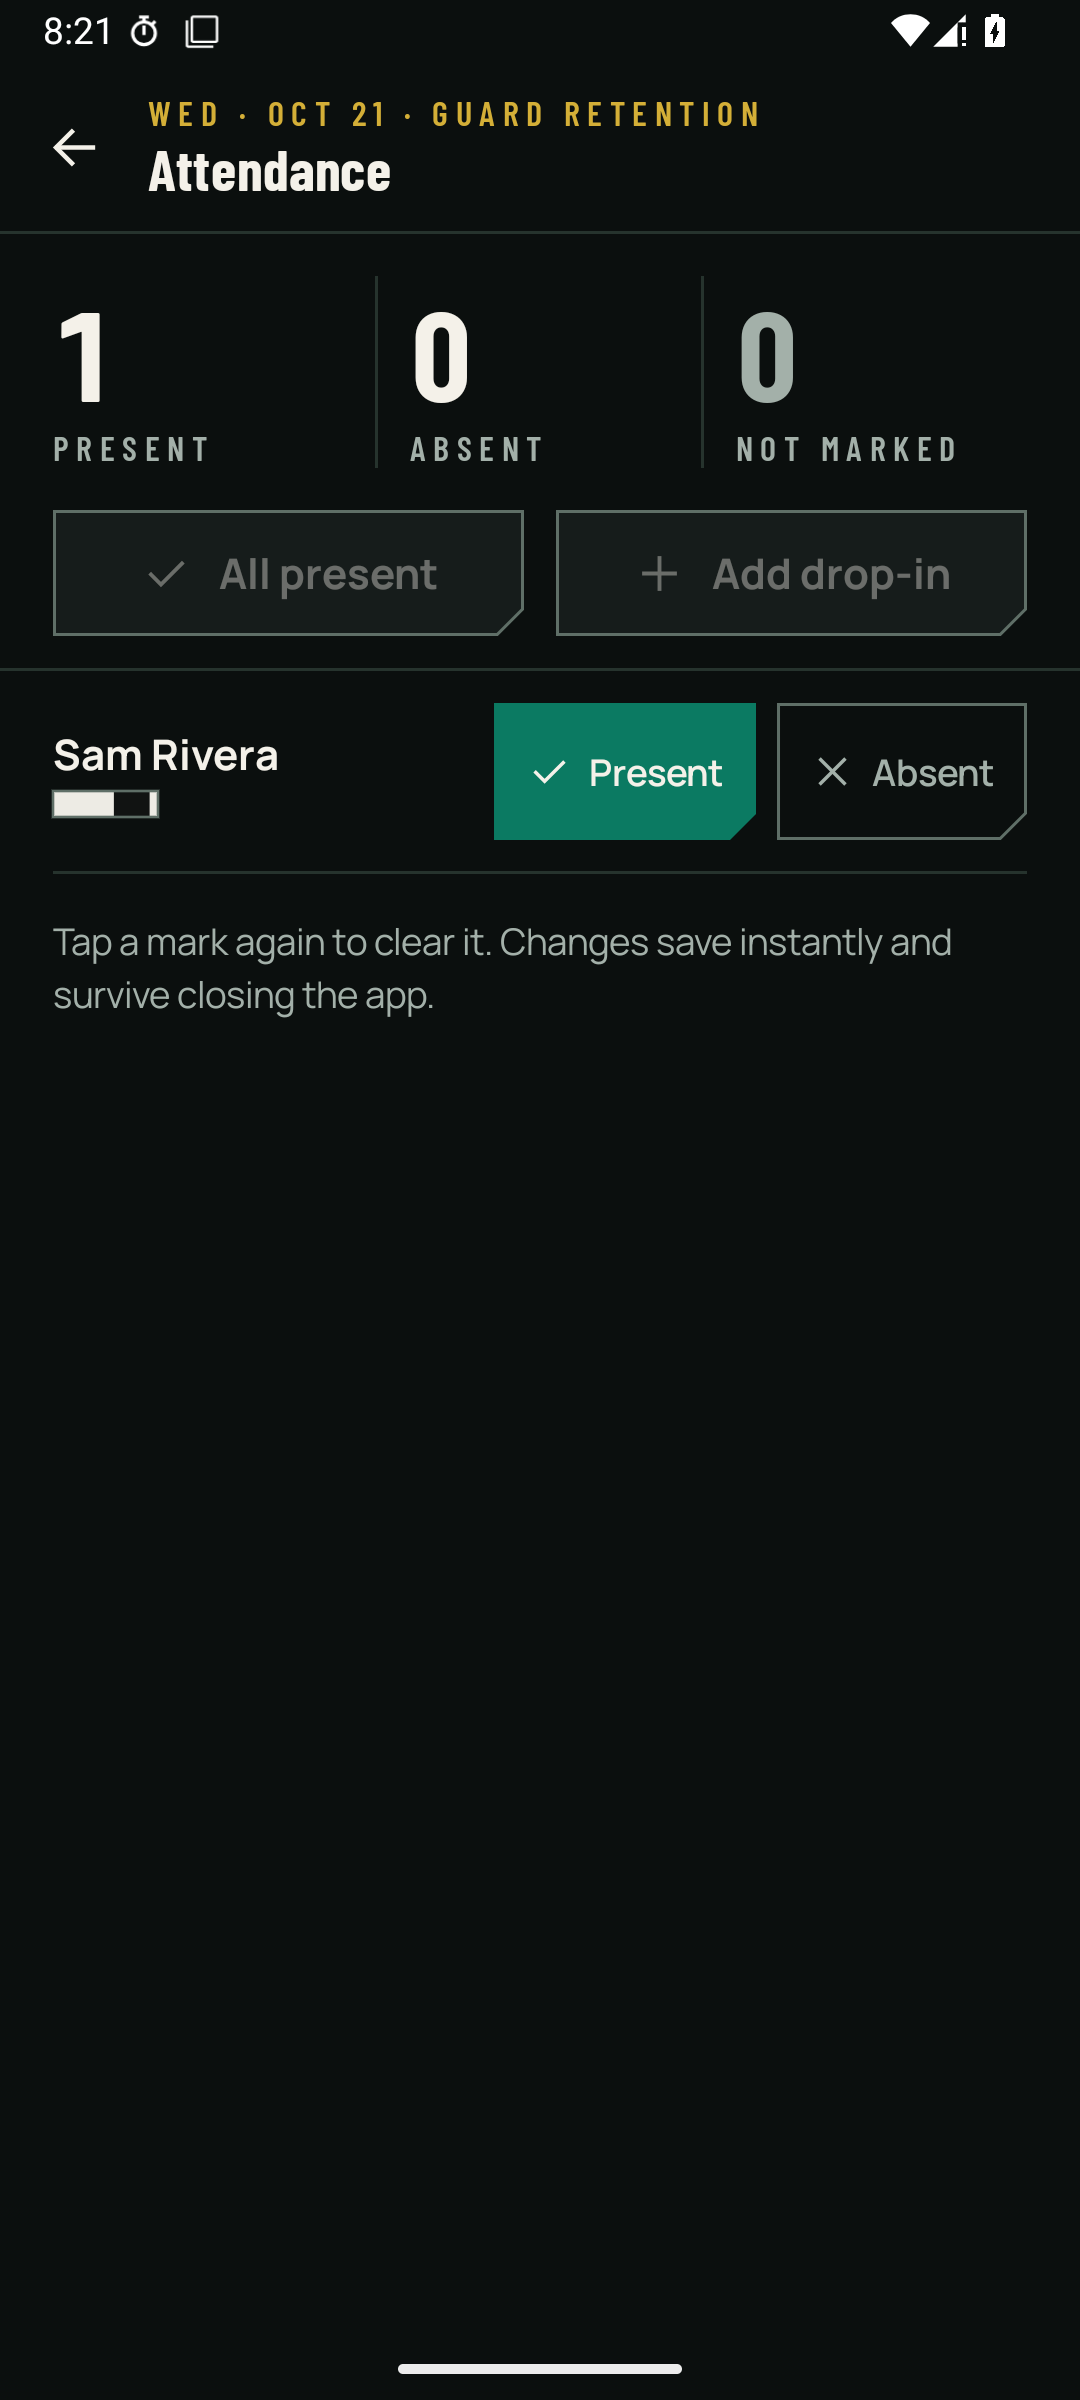 8:21
WED · OCT 21 · GUARD RETENTION
Attendance
1 0 0
PRESENT ABSENT NOT MARKED
All present Add drop-in
Sam Rivera Present Absent
Tap a mark again to clear it. Changes save instantly and
survive closing the app.